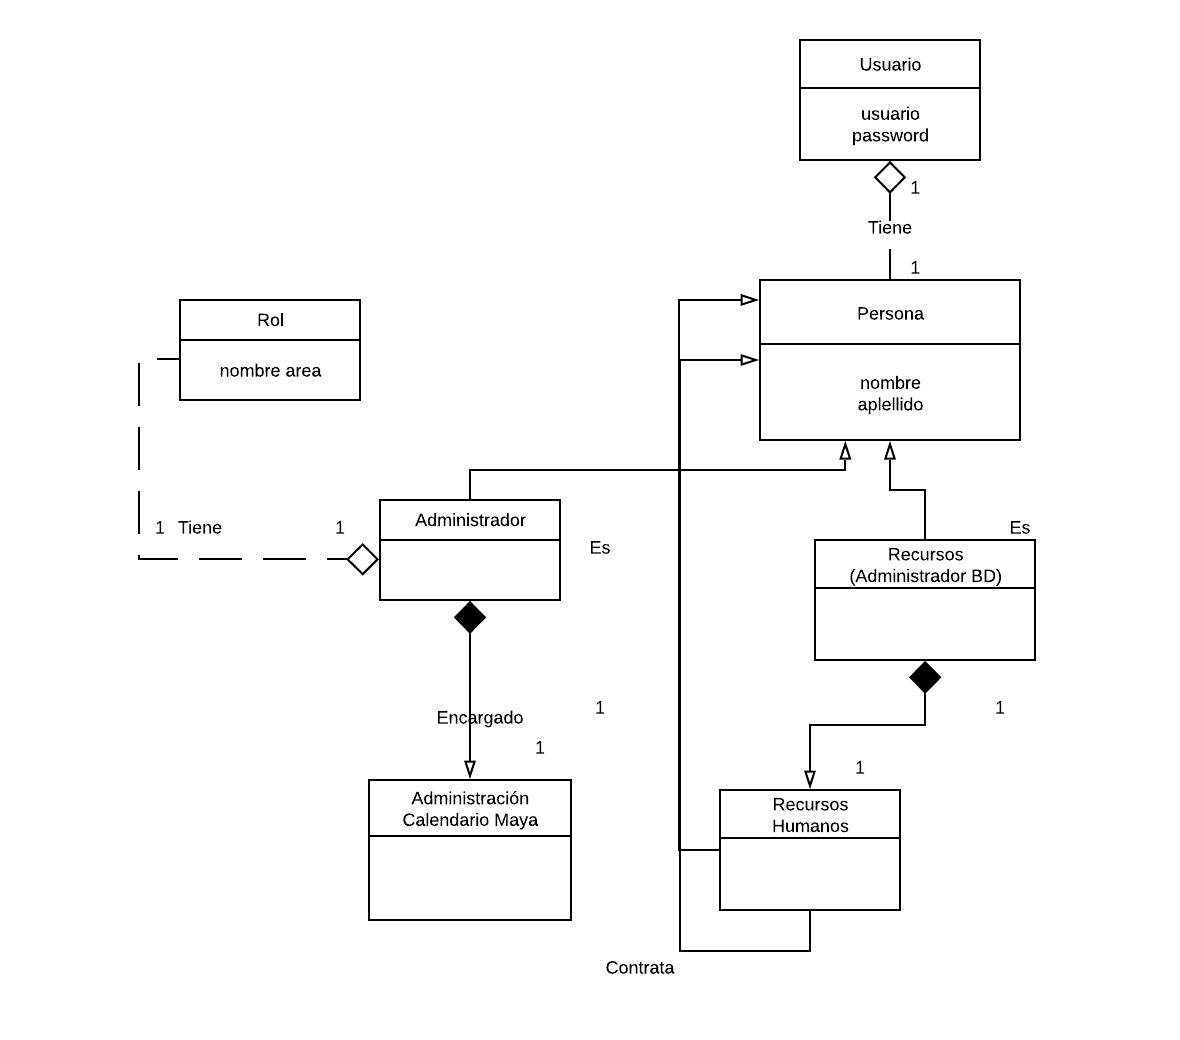 Usuario
usuario
password
1
Tiene
1
Persona
nombre
aplellido
Rol
nombre area
1 Tiene
1
Administrador
Es
Es
Recursos
(Administrador BD)
Encargado
1
1
1
1
Administración
Calendario Maya
Recursos
Humanos
Contrata